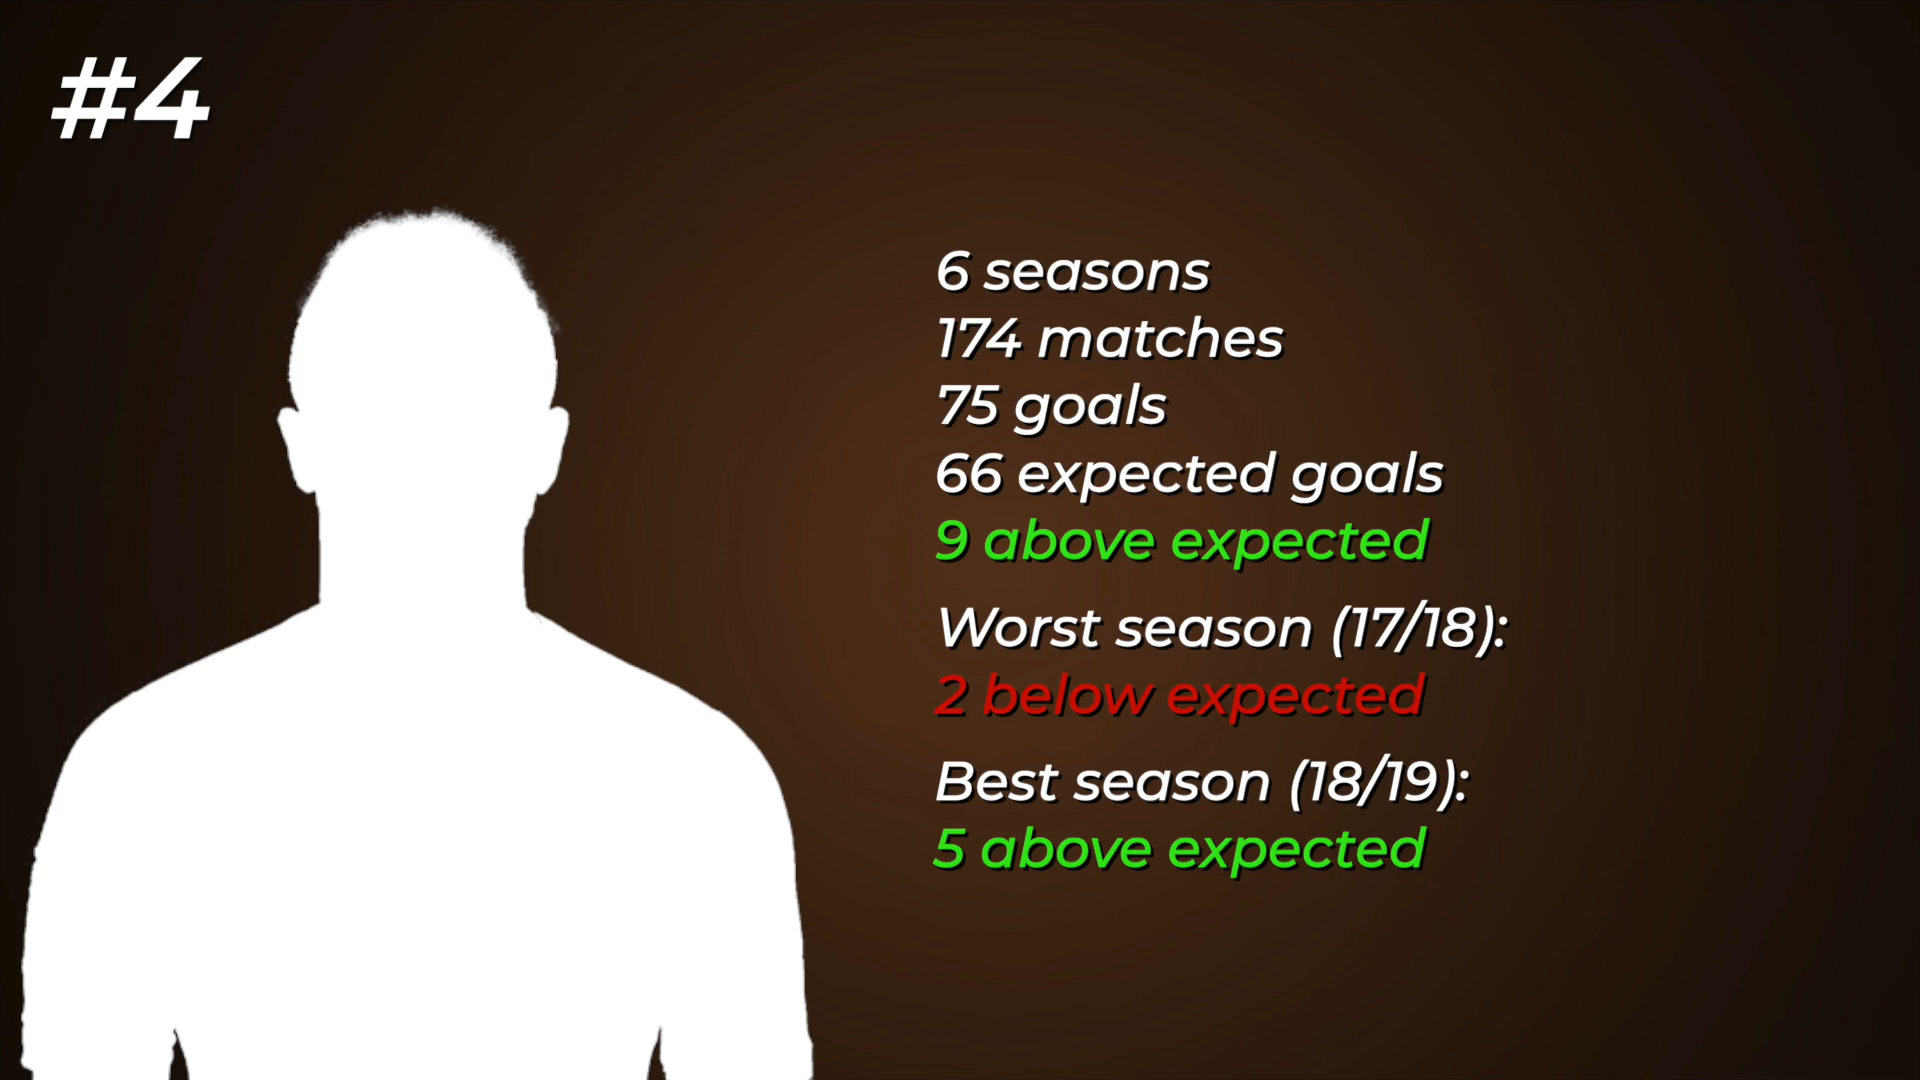 #4
6 seasons
174 matches
75 goals
66 expected goals
9 above expected
Worst season (17/18):
2 below expected
Best season (18/19):
5 above expected